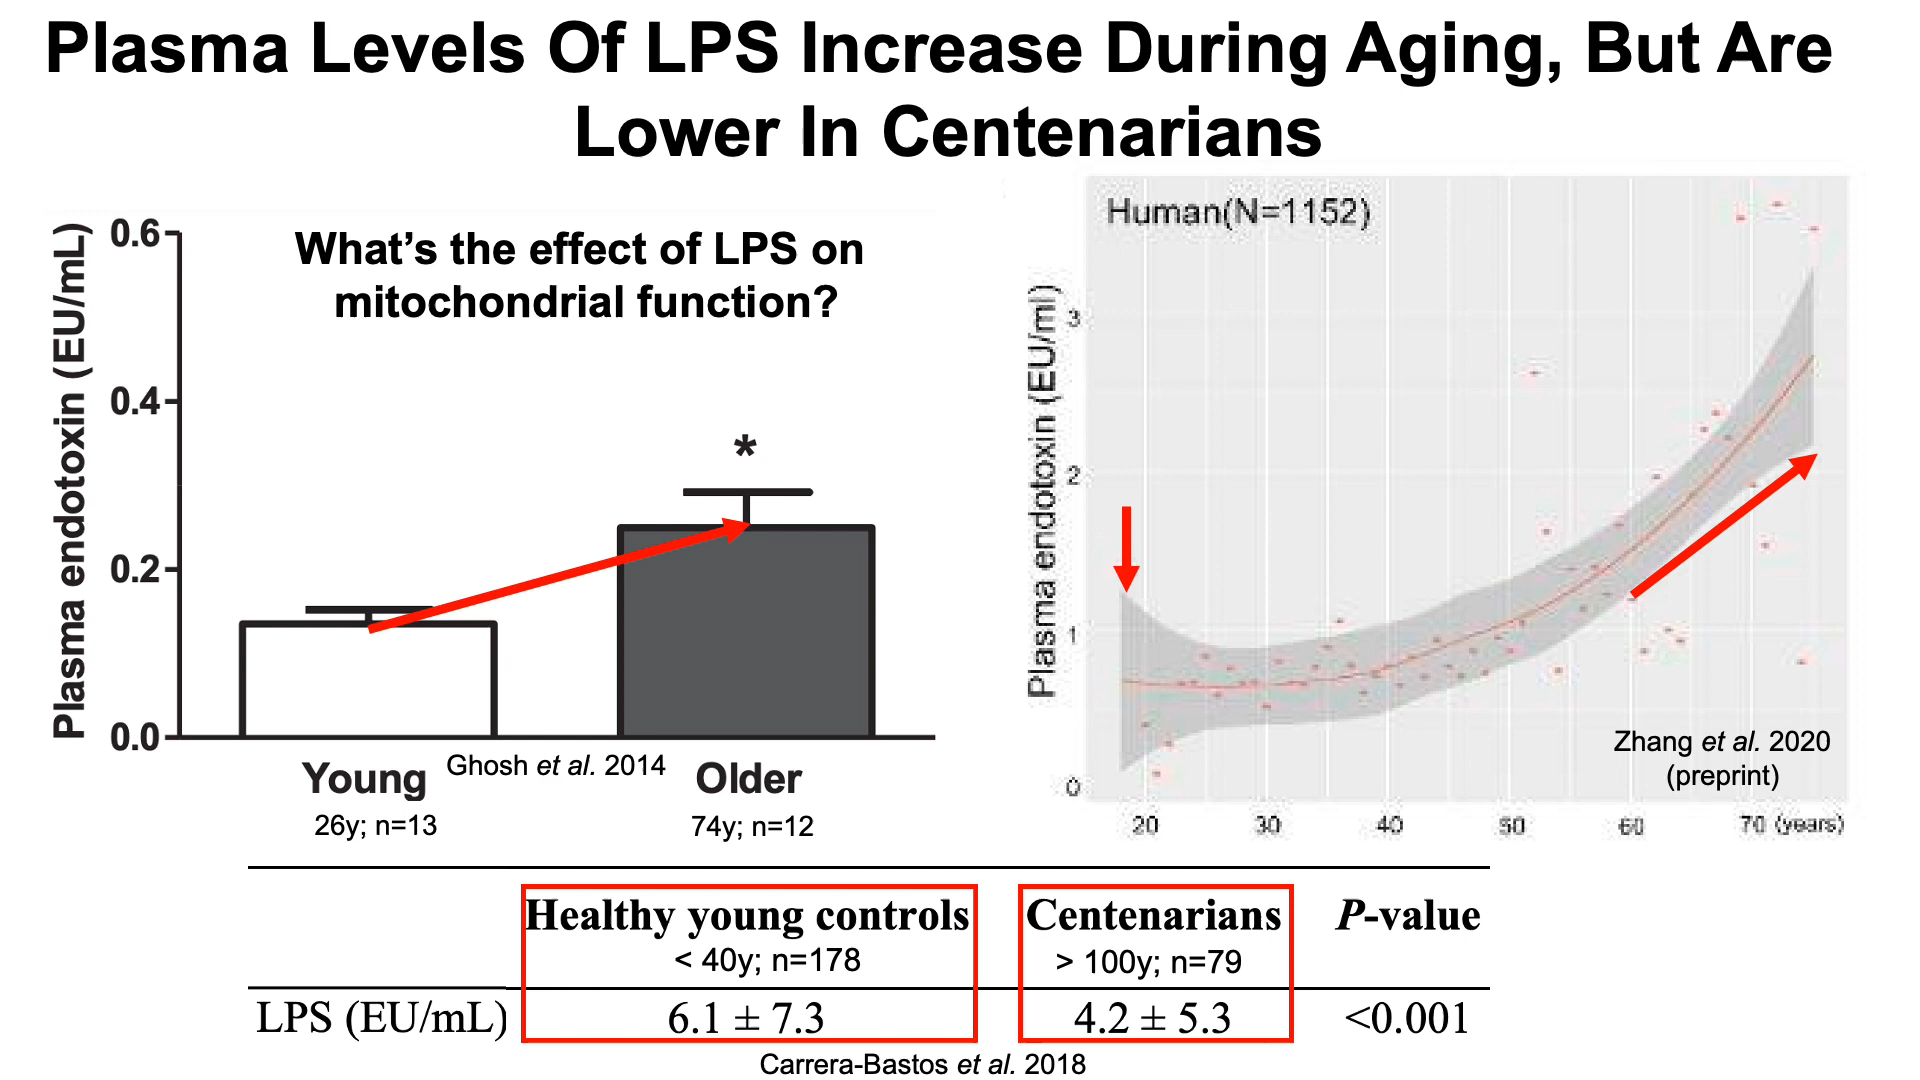 Plasma Levels Of LPS Increase During Aging, But Are
Lower In Centenarians
Plasma endotoxin (EU/mL)
0.6
0.4
0.2
0.0
What's the effect of LPS on
mitochondrial function?
*
Young
Ghosh et al. 2014
Older
26y; n=13
74y; n=12
Human(N=1152)
Plasma endotoxin (EU/ml)
3
2
1
0
Zhang et al. 2020
(preprint)
20 30 40 50 60 70 (years)
Healthy young controls Centenarians P-value
< 40y; n=178 > 100y; n=79
LPS (EU/mL) 6.1 ± 7.3 4.2 ± 5.3 <0.001
Carrera-Bastos et al. 2018